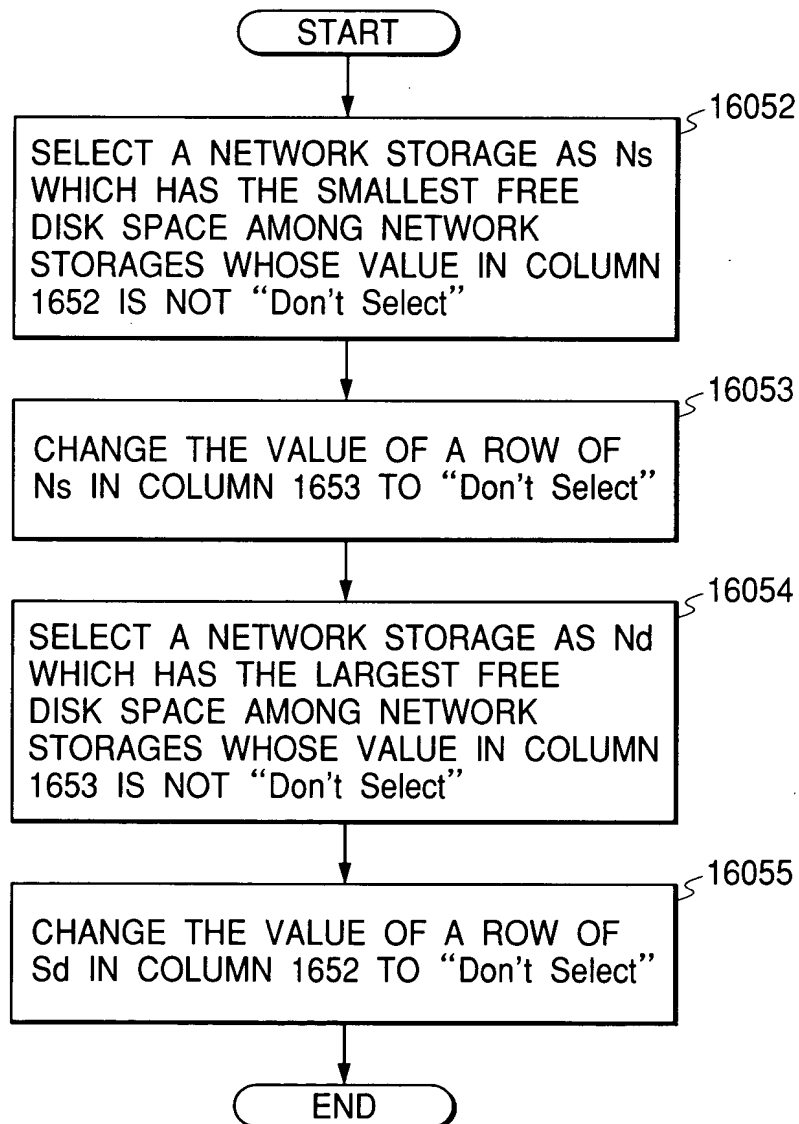 START
16052
SELECT A NETWORK STORAGE AS Ns
WHICH HAS THE SMALLEST FREE
DISK SPACE AMONG NETWORK
STORAGES WHOSE VALUE IN COLUMN
1652 IS NOT “Don't Select”
16053
CHANGE THE VALUE OF A ROW OF
Ns IN COLUMN 1653 TO “Don't Select”
16054
SELECT A NETWORK STORAGE AS Nd
WHICH HAS THE LARGEST FREE
DISK SPACE AMONG NETWORK
STORAGES WHOSE VALUE IN COLUMN
1653 IS NOT “Don't Select”
16055
CHANGE THE VALUE OF A ROW OF
Sd IN COLUMN 1652 TO “Don't Select”
END